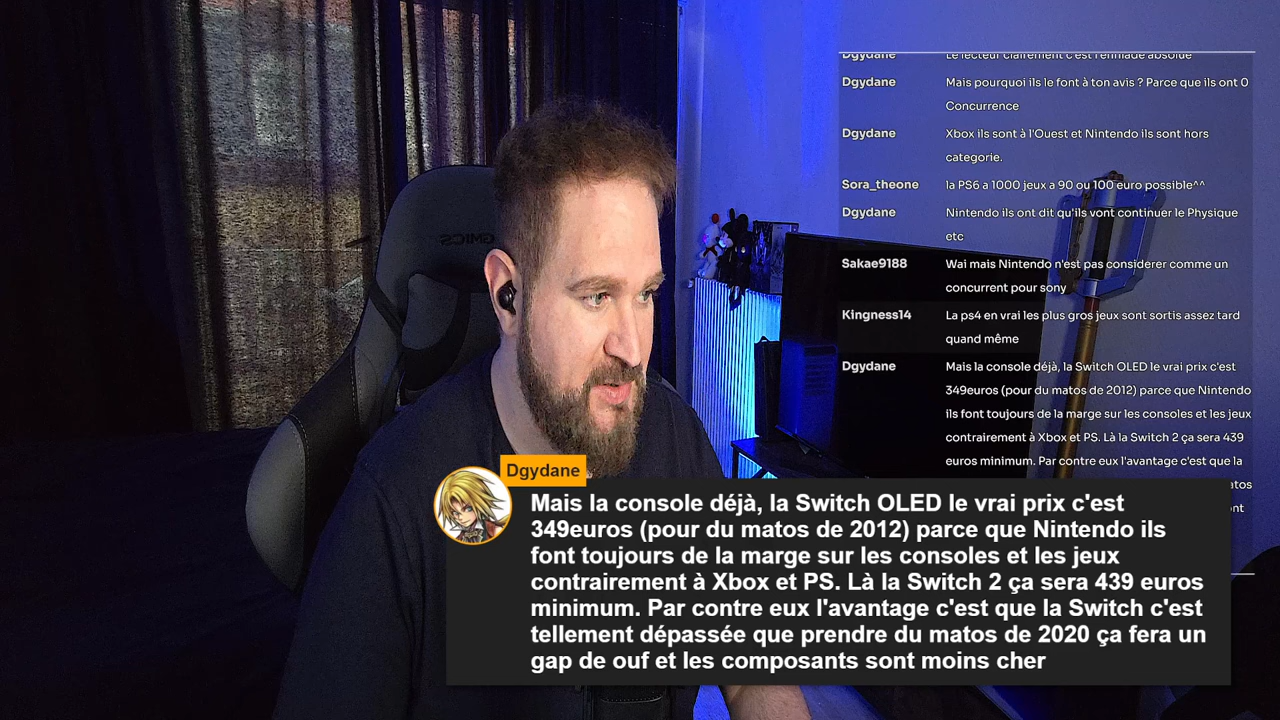 Dgydane Le lecteur clairement c'est l'enfilade absolue
Dgydane Mais pourquoi ils le font à ton avis ? Parce que ils ont 0
Concurrence
Dgydane Xbox ils sont à l'Ouest et Nintendo ils sont hors
categorie.
Sora_theone la PS6 a 1000 jeux a 90 ou 100 euro possible^^
Dgydane Nintendo ils ont dit qu'ils vont continuer le Physique
etc
Sakae9188 Wai mais Nintendo n'est pas considerer comme un
concurrent pour sony
Kingness14 La ps4 en vrai les plus gros jeux sont sortis assez tard
quand même
Dgydane Mais la console déjà, la Switch OLED le vrai prix c'est
349euros (pour du matos de 2012) parce que Nintendo
ils font toujours de la marge sur les consoles et les jeux
contrairement à Xbox et PS. Là la Switch 2 ça sera 439
euros minimum. Par contre eux l'avantage c'est que la
Dgydane
Mais la console déjà, la Switch OLED le vrai prix c'est
349euros (pour du matos de 2012) parce que Nintendo ils
font toujours de la marge sur les consoles et les jeux
contrairement à Xbox et PS. Là la Switch 2 ça sera 439 euros
minimum. Par contre eux l'avantage c'est que la Switch c'est
tellement dépassée que prendre du matos de 2020 ça fera un
gap de ouf et les composants sont moins cher